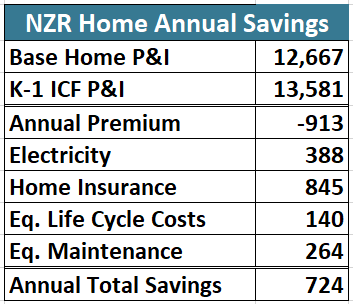 NZR Home Annual Savings
Base Home P&I 12,667
K-1 ICF P&I 13,581
Annual Premium -913
Electricity 388
Home Insurance 845
Eq. Life Cycle Costs 140
Eq. Maintenance 264
Annual Total Savings 724